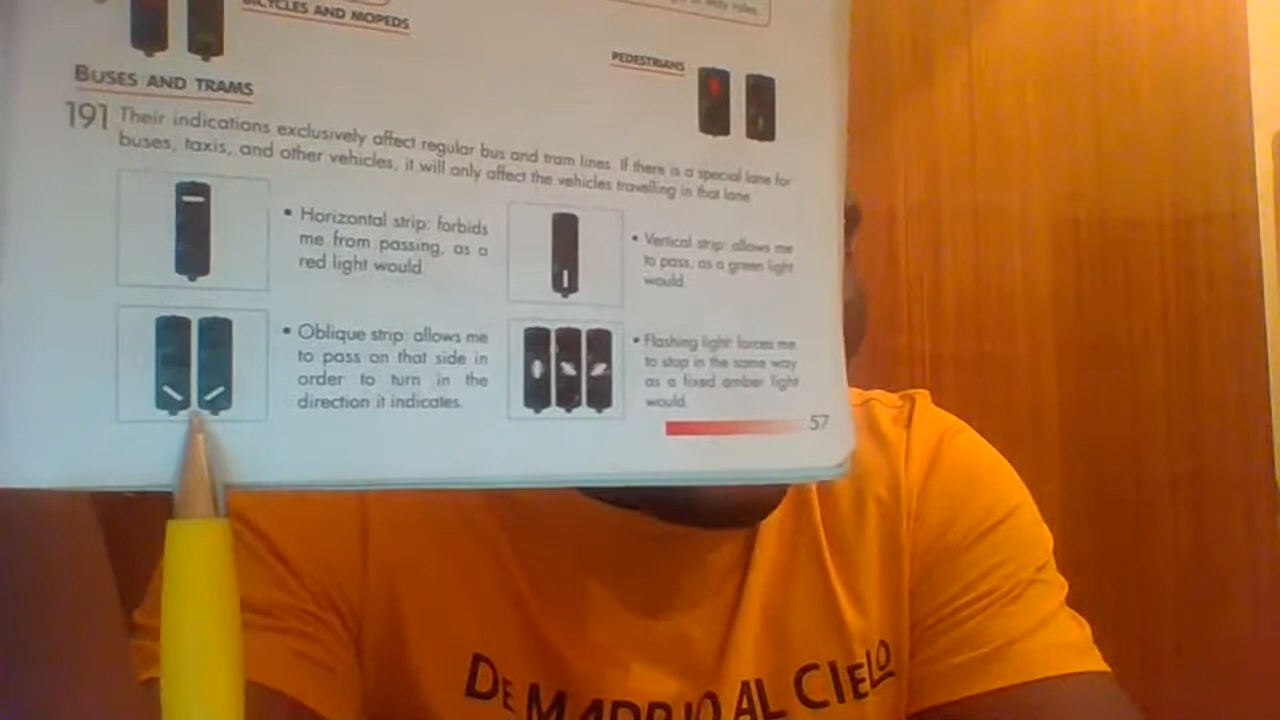 BICYCLES AND MOPEDS
PEDESTRIANS
BUSES AND TRAMS
191 Their indications exclusively affect regular bus and tram lines. If there is a special lane for
buses, taxis, and other vehicles, it will only affect the vehicles travelling in that lane.
• Horizontal strip: forbids
me from passing, as a
red light would.
• Vertical strip: allows me
to pass, as a green light
would.
• Oblique strip: allows me
to pass on that side in
order to turn in the
direction it indicates.
• Flashing light: forces me
to stop in the same way
as a fixed amber light
would.
57
DE MADRID AL CIELO